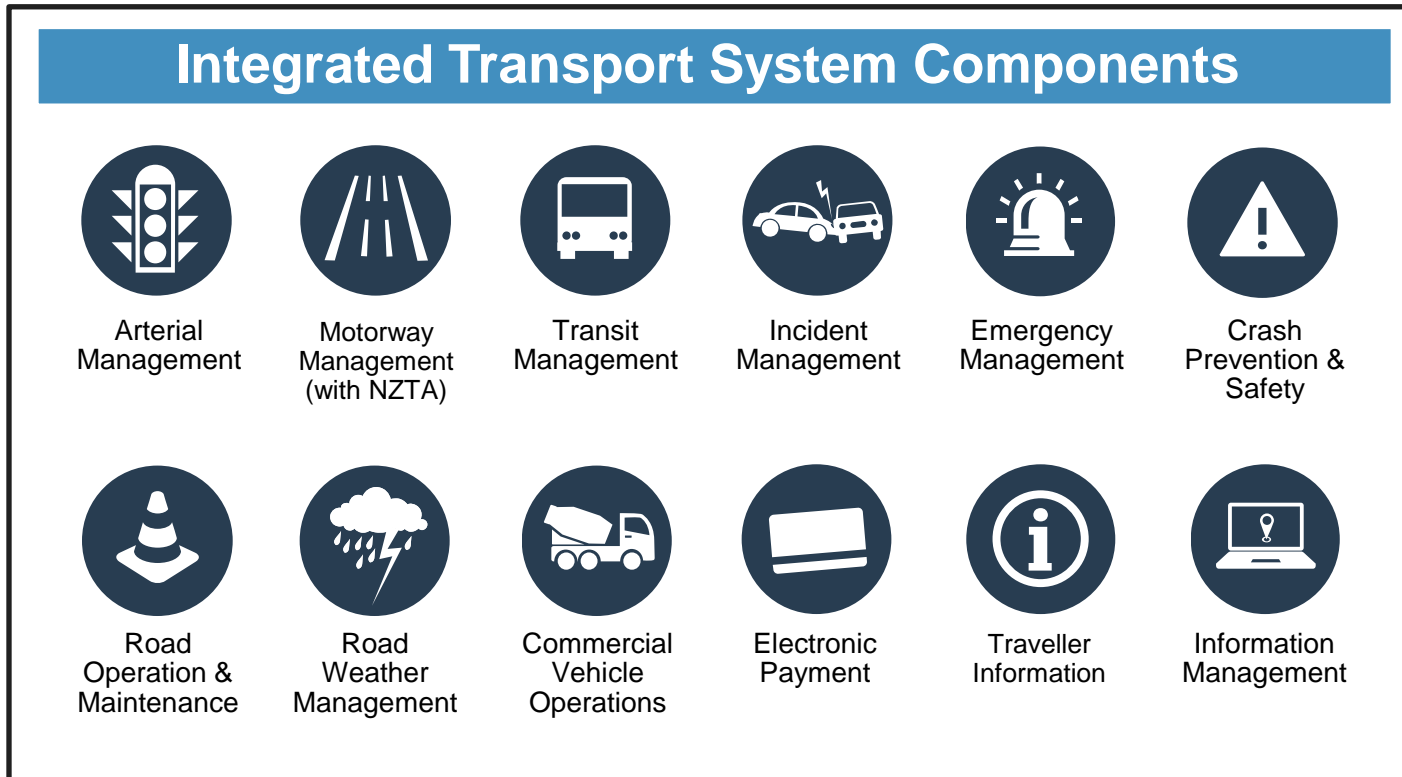 Integrated Transport System Components
Arterial
Management
Motorway
Management
(with NZTA)
Transit
Management
Incident
Management
Emergency
Management
Crash
Prevention &
Safety
Road
Operation &
Maintenance
Road
Weather
Management
Commercial
Vehicle
Operations
Electronic
Payment
Traveller
Information
Information
Management